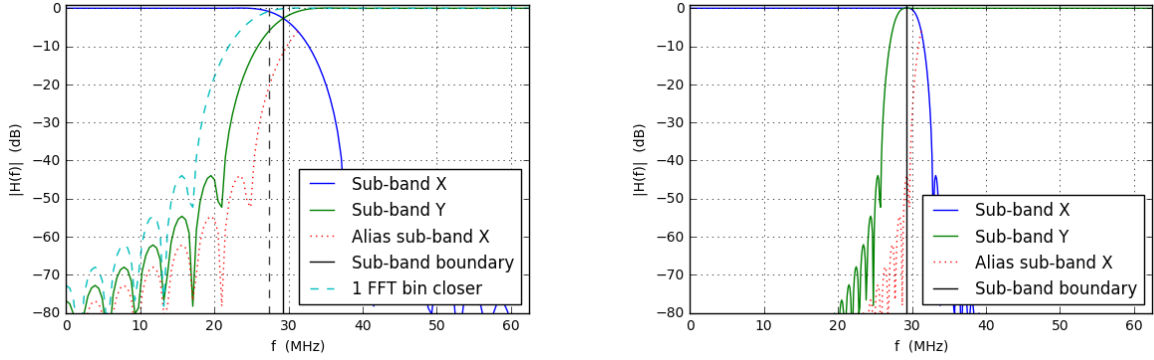 0
−10
−20
−30
−40
−50
−60
−70
−80
|H(f)| (dB)
0 10 20 30 40 50 60
f (MHz)
Sub-band X
Sub-band Y
Alias sub-band X
Sub-band boundary
1 FFT bin closer
0
−10
−20
−30
−40
−50
−60
−70
−80
|H(f)| (dB)
0 10 20 30 40 50 60
f (MHz)
Sub-band X
Sub-band Y
Alias sub-band X
Sub-band boundary